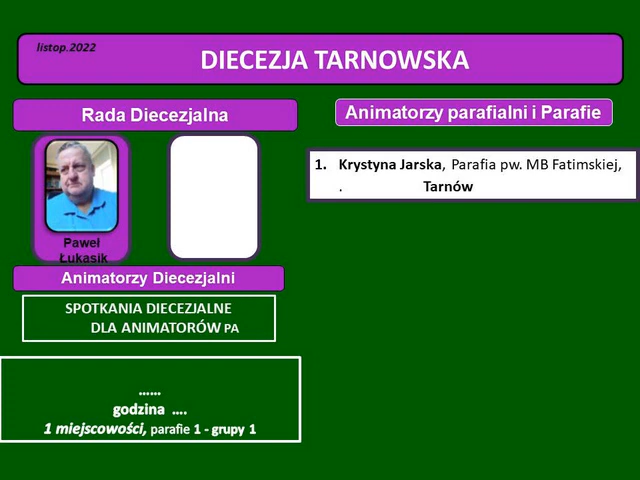 listop.2022
DIECEZJA TARNOWSKA
Rada Diecezjalna
Paweł
Łukasik
Animatorzy Diecezjalni
SPOTKANIA DIECEZJALNE
DLA ANIMATORÓW PA
......
godzina ....
1 miejscowości, parafie 1 - grupy 1
Animatorzy parafialni i Parafie
1. Krystyna Jarska, Parafia pw. MB Fatimskiej,
. Tarnów